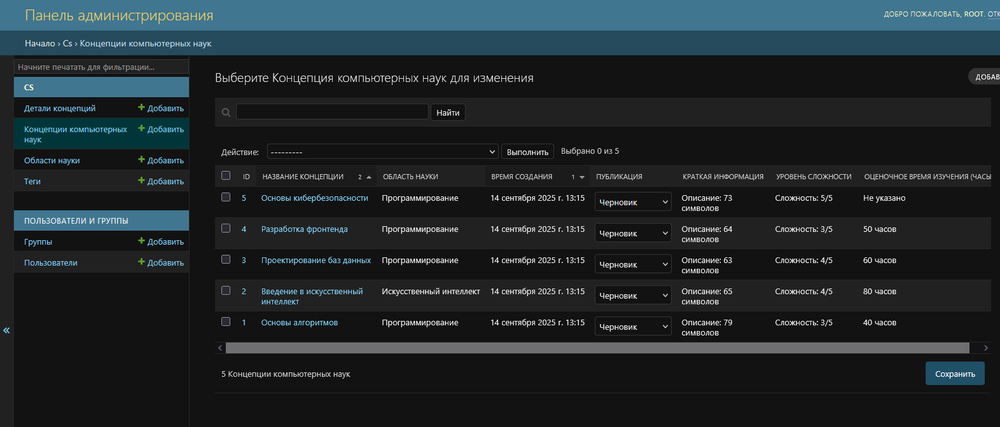 Панель администрирования
ДОБРО ПОЖАЛОВАТЬ, ROOT. ОТК
Начало › Cs › Концепции компьютерных наук
Начните печатать для фильтрации...
CS
Детали концепций + Добавить
Концепции компьютерных наук + Добавить
Области науки + Добавить
Теги + Добавить
ПОЛЬЗОВАТЕЛИ И ГРУППЫ
Группы + Добавить
Пользователи + Добавить
«
Выберите Концепция компьютерных наук для изменения
ДОБАВ
Найти
Действие: --------- Выполнить Выбрано 0 из 5
ID НАЗВАНИЕ КОНЦЕПЦИИ 2 ОБЛАСТЬ НАУКИ ВРЕМЯ СОЗДАНИЯ 1 ПУБЛИКАЦИЯ КРАТКАЯ ИНФОРМАЦИЯ УРОВЕНЬ СЛОЖНОСТИ ОЦЕНОЧНОЕ ВРЕМЯ ИЗУЧЕНИЯ (ЧАСЫ
5 Основы кибербезопасности Программирование 14 сентября 2025 г. 13:15 Черновик Описание: 73 символов Сложность: 5/5 Не указано
4 Разработка фронтенда Программирование 14 сентября 2025 г. 13:15 Черновик Описание: 64 символов Сложность: 3/5 50 часов
3 Проектирование баз данных Программирование 14 сентября 2025 г. 13:15 Черновик Описание: 63 символов Сложность: 4/5 60 часов
2 Введение в искусственный интеллект Искусственный интеллект 14 сентября 2025 г. 13:15 Черновик Описание: 65 символов Сложность: 4/5 80 часов
1 Основы алгоритмов Программирование 14 сентября 2025 г. 13:15 Черновик Описание: 79 символов Сложность: 3/5 40 часов
5 Концепции компьютерных наук
Сохранить